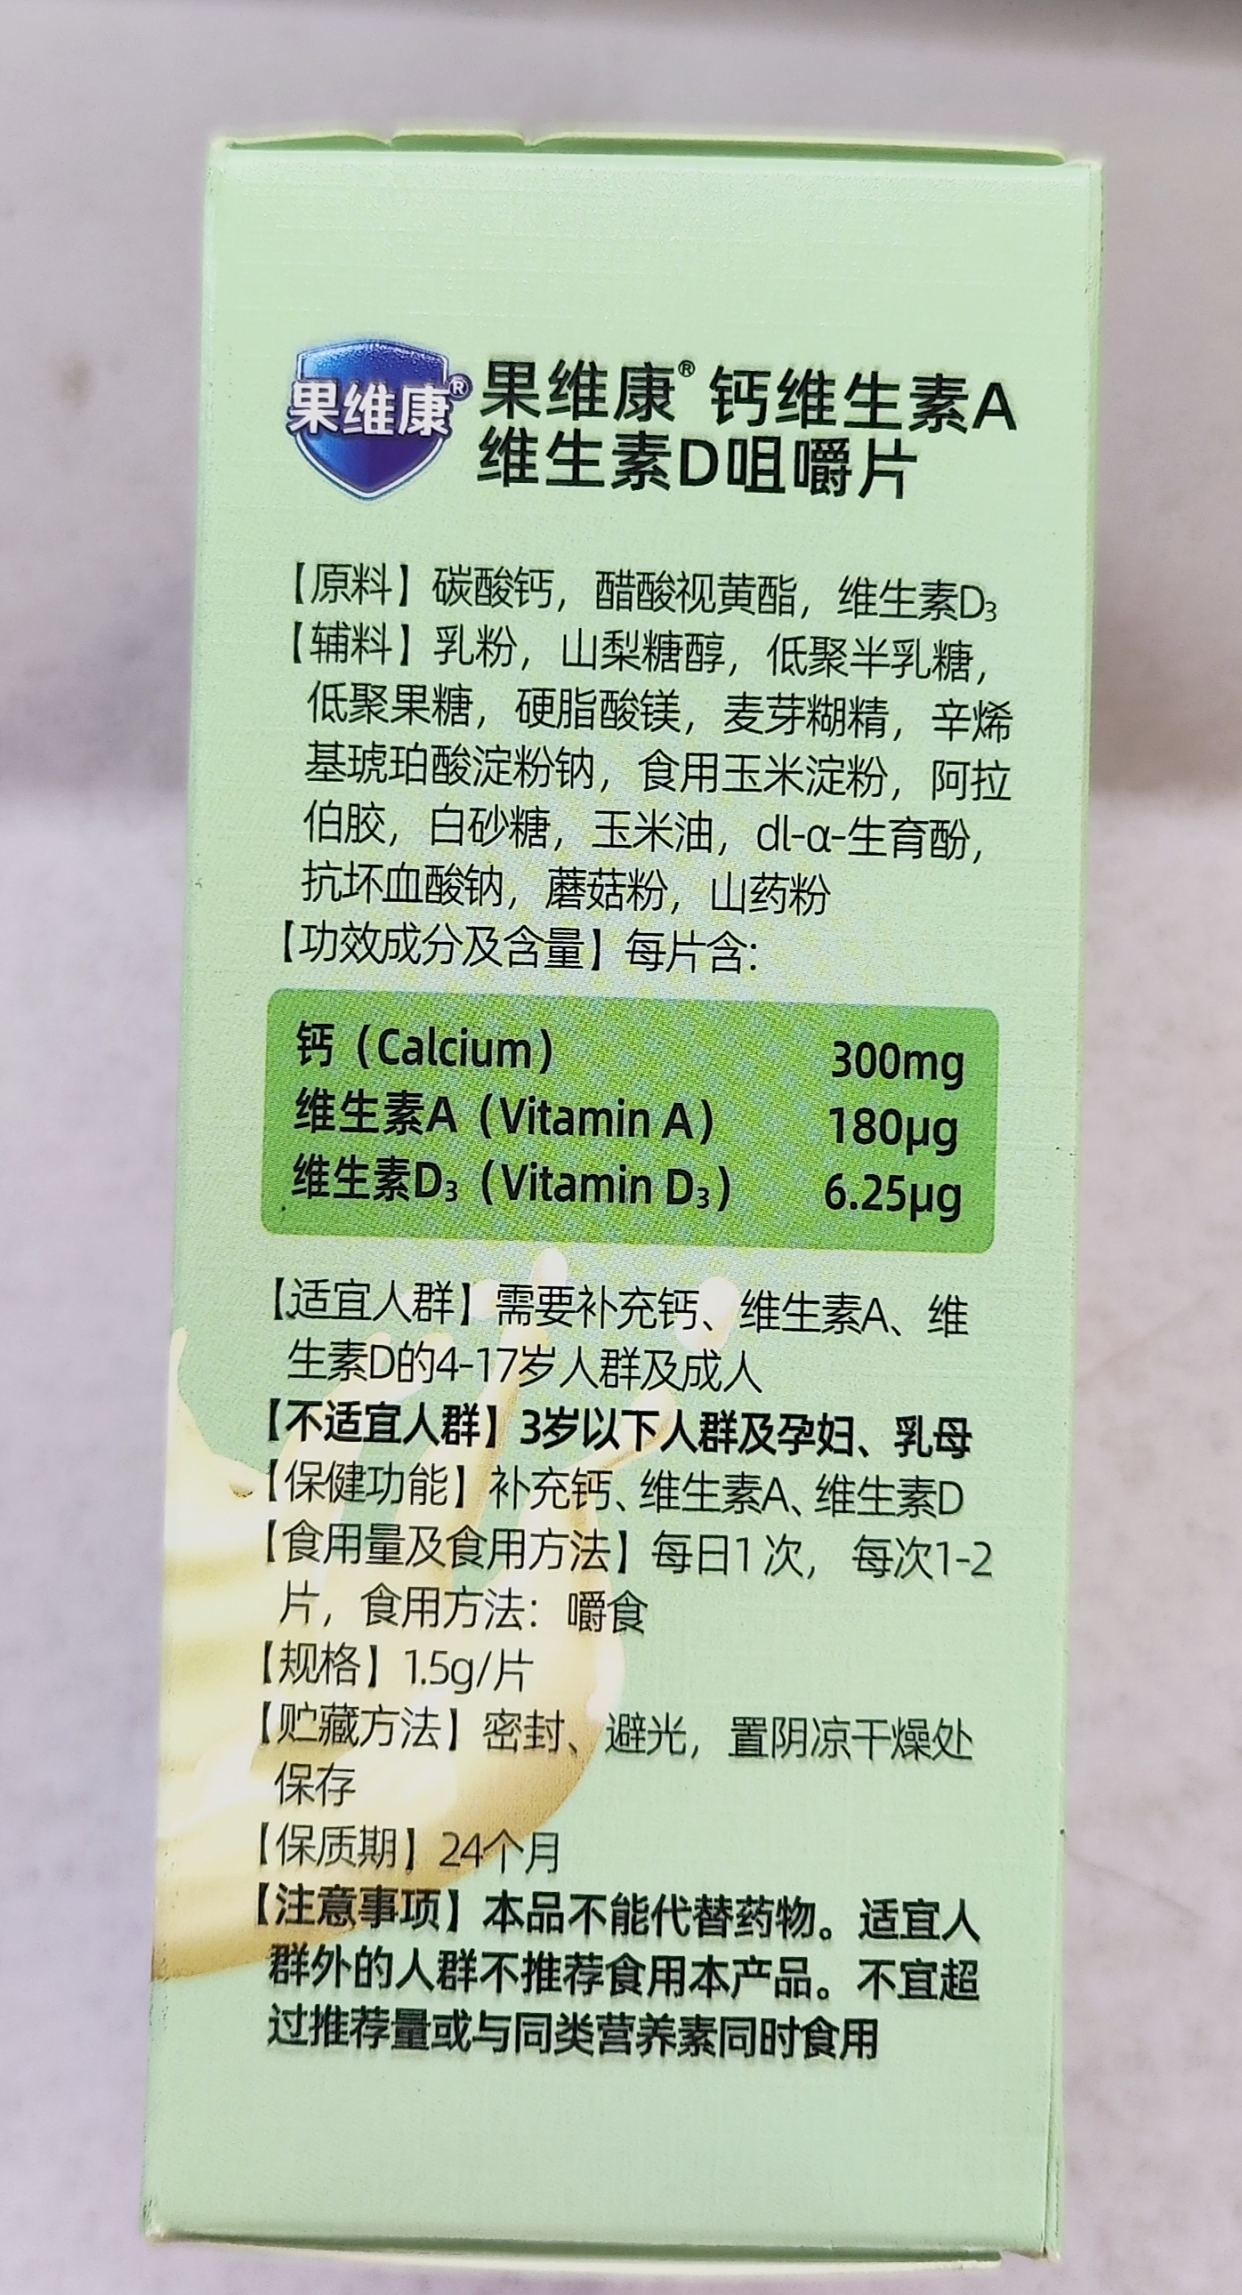 果维康®
果维康® 钙维生素A
维生素D咀嚼片
【原料】碳酸钙，醋酸视黄酯，维生素D₃
【辅料】乳粉，山梨糖醇，低聚半乳糖，
低聚果糖，硬脂酸镁，麦芽糊精，辛烯
基琥珀酸淀粉钠，食用玉米淀粉，阿拉
伯胶，白砂糖，玉米油，dl-α-生育酚，
抗坏血酸钠，蘑菇粉，山药粉
【功效成分及含量】每片含：
钙（Calcium） 300mg
维生素A（Vitamin A） 180μg
维生素D₃（Vitamin D₃） 6.25μg
【适宜人群】需要补充钙、维生素A、维
生素D的4-17岁人群及成人
【不适宜人群】3岁以下人群及孕妇、乳母
【保健功能】补充钙、维生素A、维生素D
【食用量及食用方法】每日1次，每次1-2
片，食用方法：嚼食
【规格】1.5g/片
【贮藏方法】密封、避光，置阴凉干燥处
保存
【保质期】24个月
【注意事项】本品不能代替药物。适宜人
群外的人群不推荐食用本产品。不宜超
过推荐量或与同类营养素同时食用